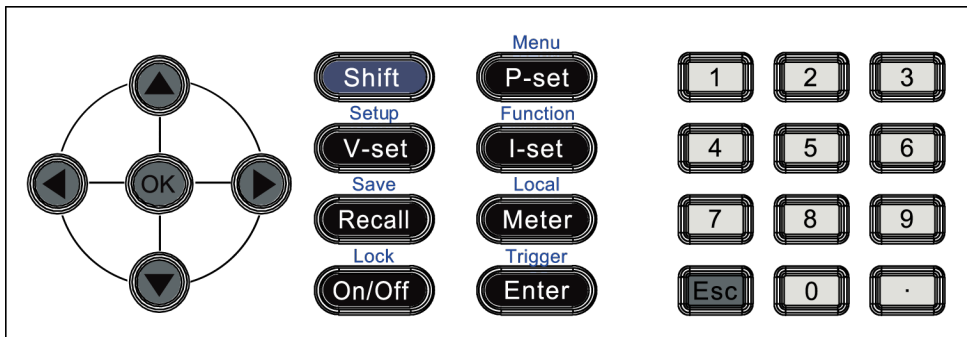 Menu
Shift P-set 1 2 3
Setup Function
V-set I-set 4 5 6
Save Local
OK
Recall Meter 7 8 9
Lock Trigger
On/Off Enter Esc 0 .